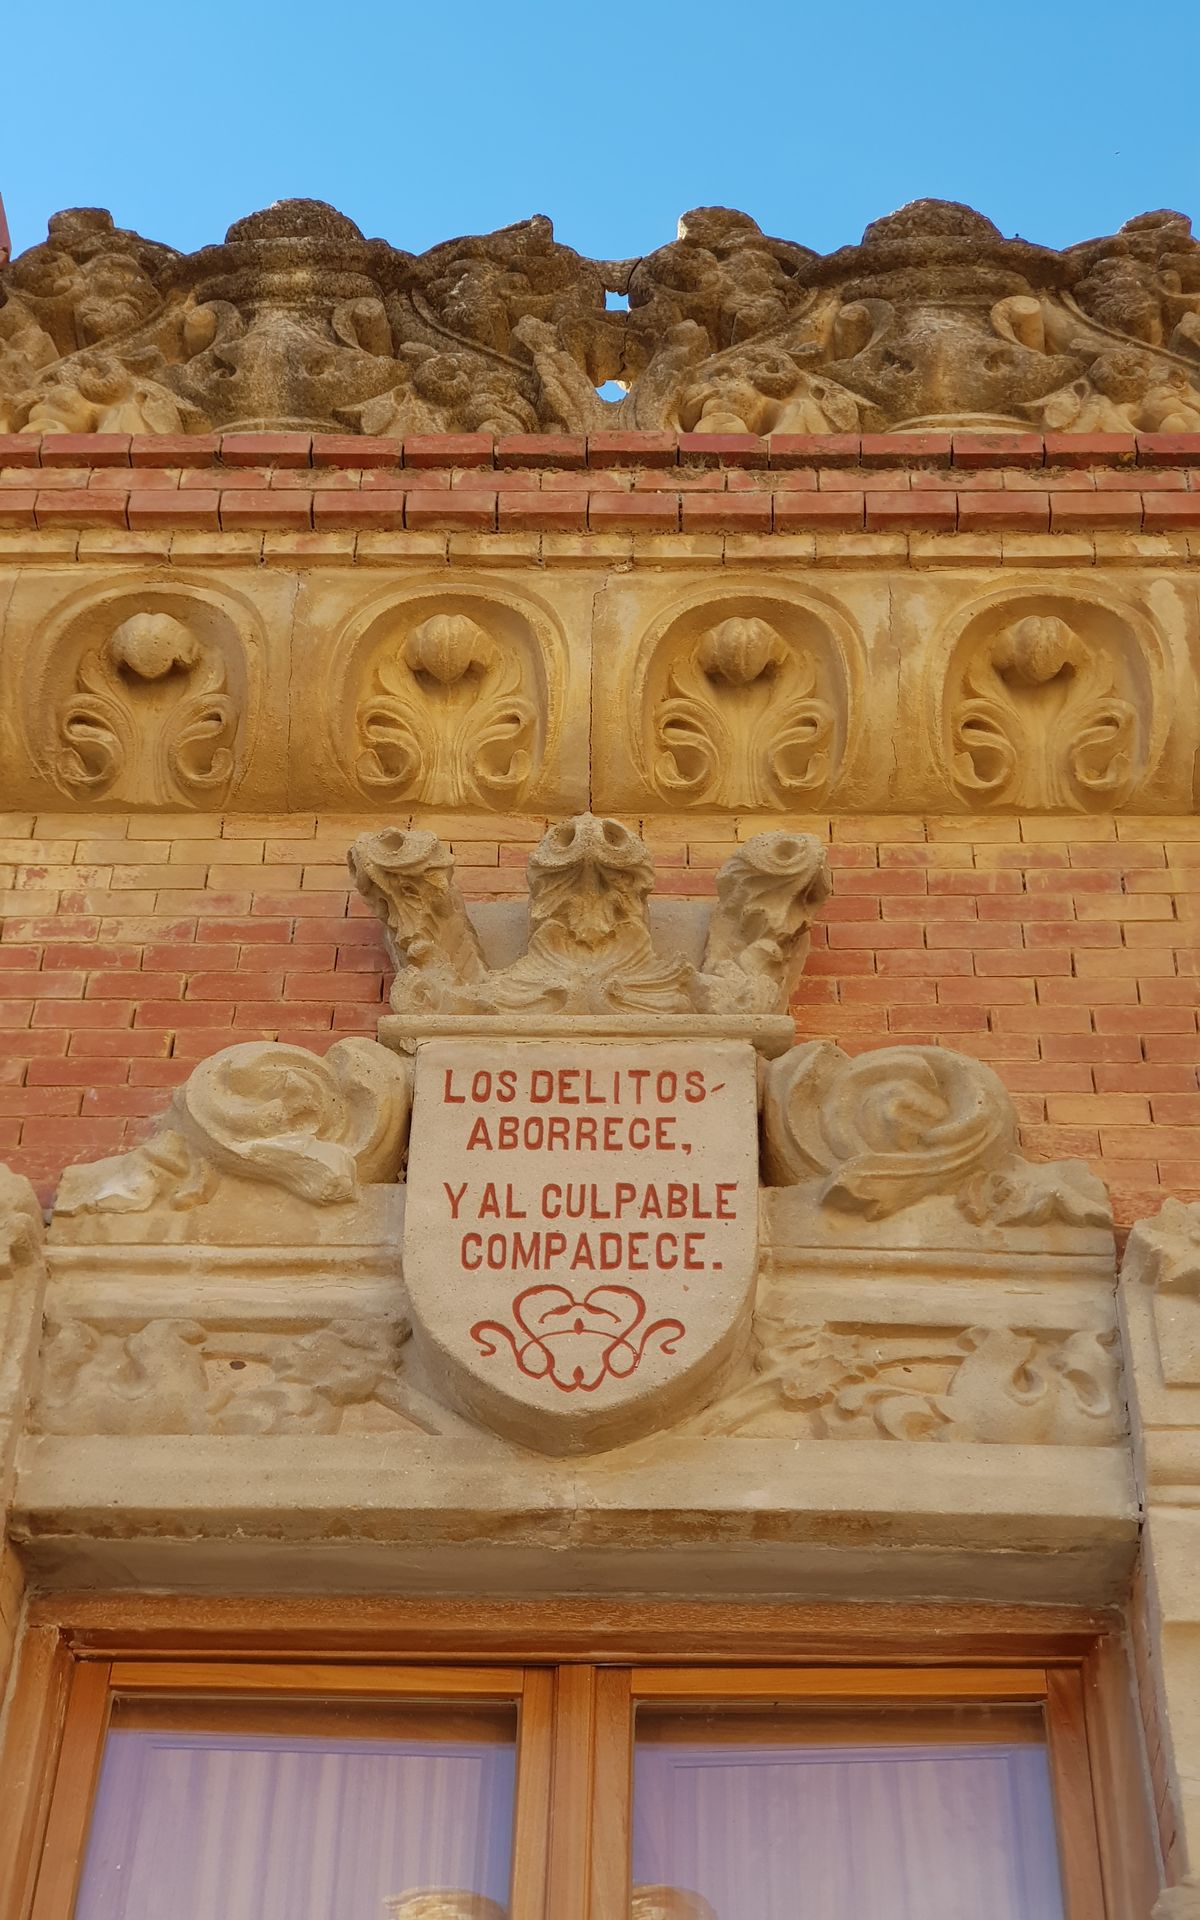 LOS DELITOS-
ABORRECE,
Y AL CULPABLE
COMPADECE.